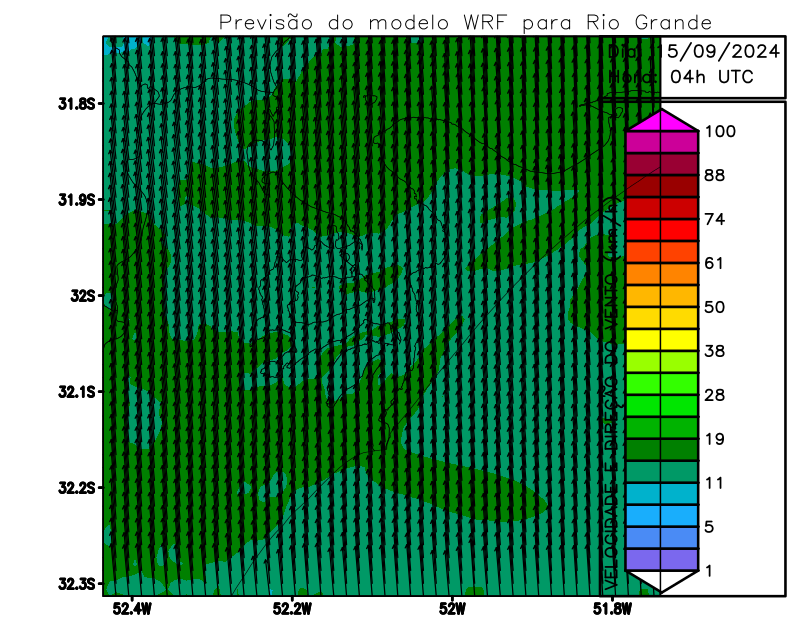 Previsão do modelo WRF para Rio Grande
Dia: 15/09/2024
Hora: 04h UTC
31.8S
31.9S
32S
32.1S
32.2S
32.3S
52.4W
52.2W
52W
51.8W
VELOCIDADE E DIREÇÃO DO VENTO (km/h)
100
88
74
61
50
38
28
19
11
5
1